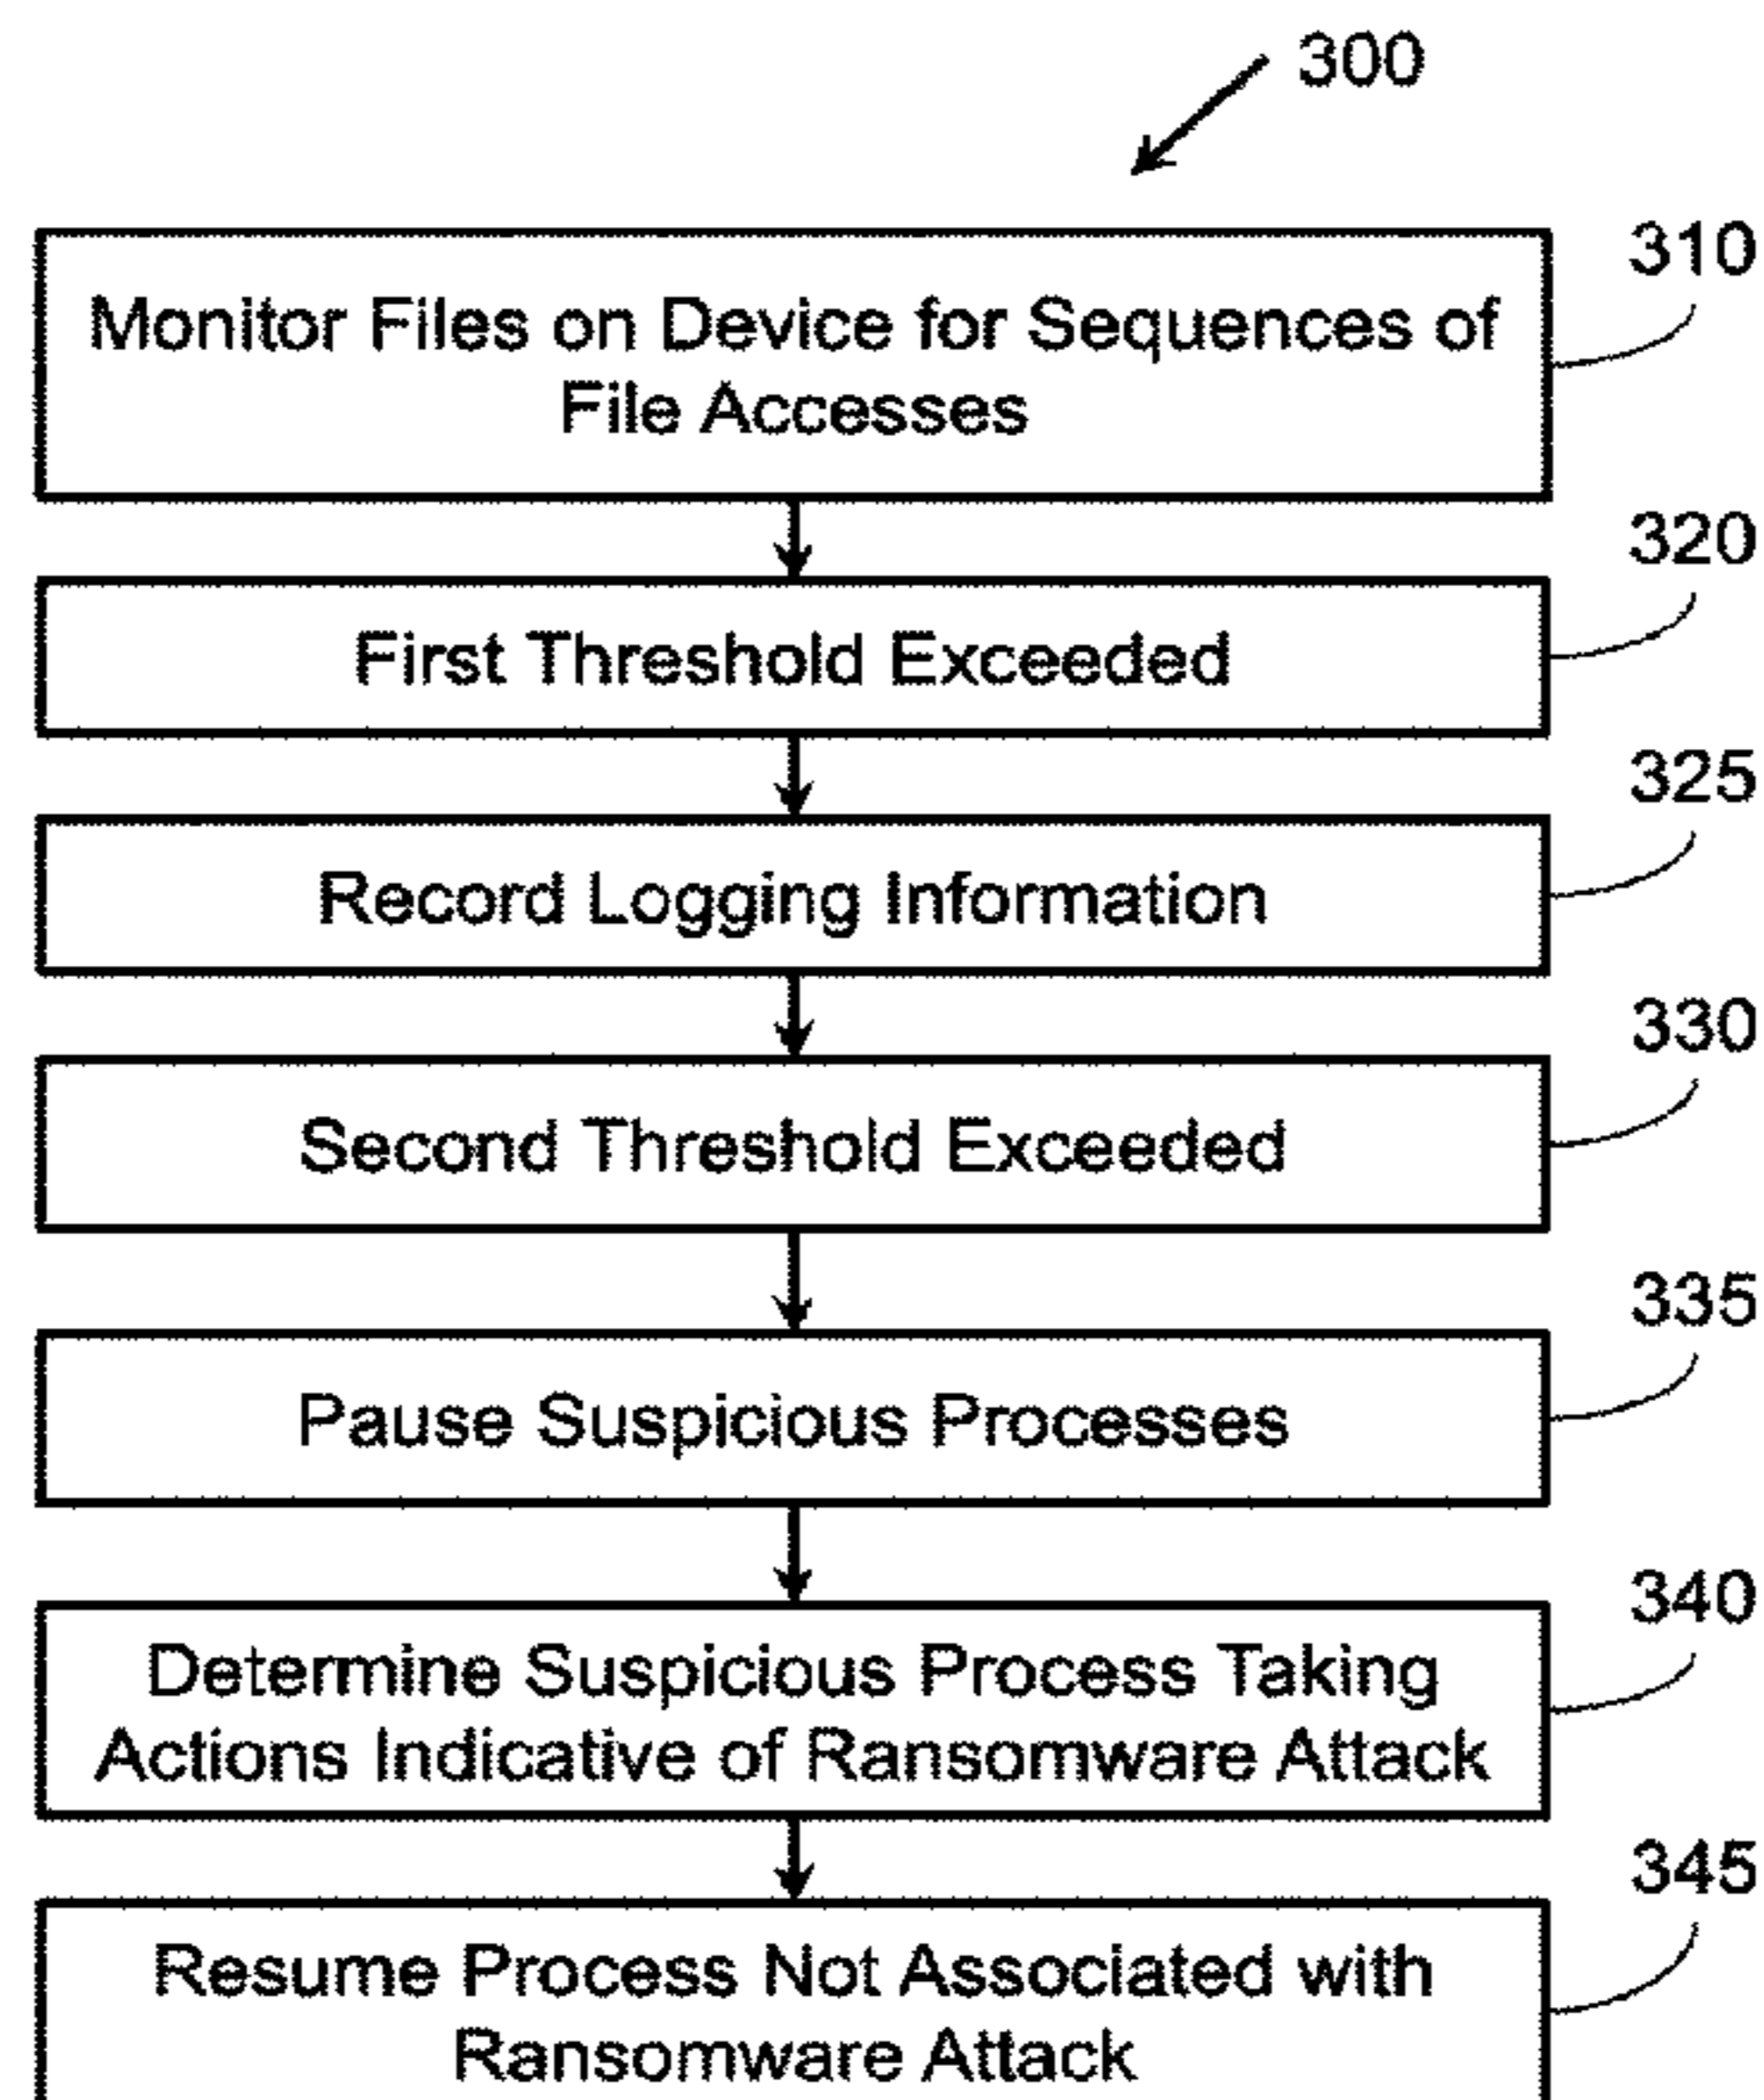 300
310
Monitor Files on Device for Sequences of
File Accesses
320
First Threshold Exceeded
325
Record Logging Information
330
Second Threshold Exceeded
335
Pause Suspicious Processes
340
Determine Suspicious Process Taking
Actions Indicative of Ransomware Attack
345
Resume Process Not Associated with
Ransomware Attack